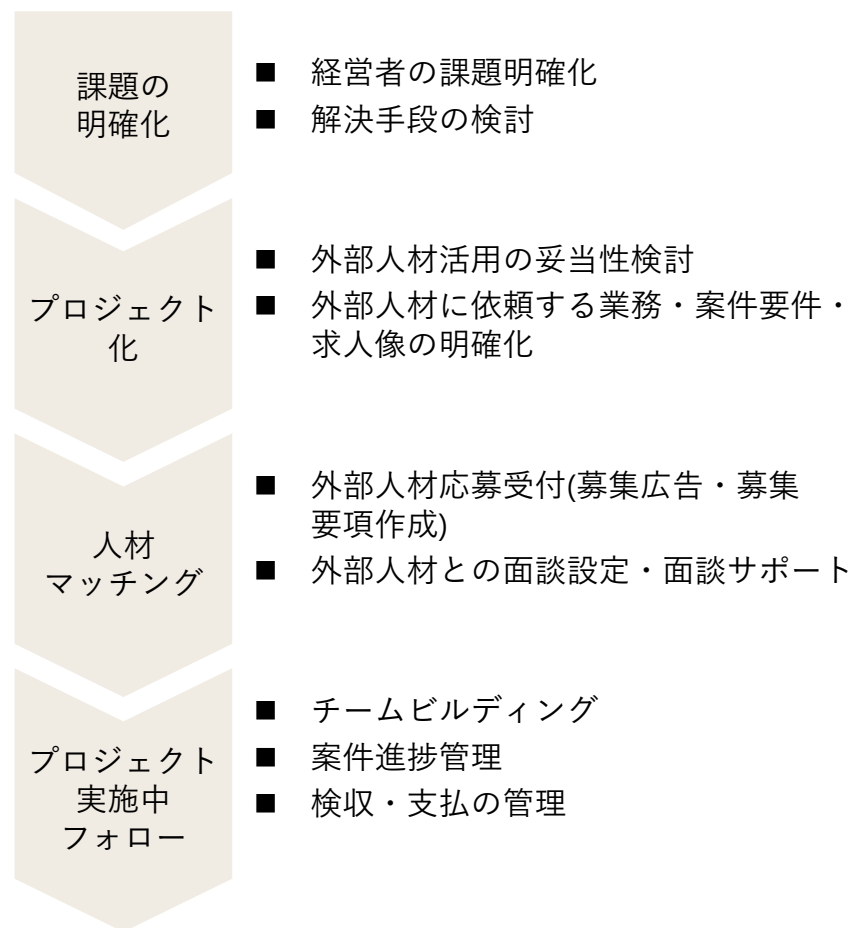 課題の
明確化
■ 経営者の課題明確化
■ 解決手段の検討
プロジェクト
化
■ 外部人材活用の妥当性検討
■ 外部人材に依頼する業務・案件要件・
求人像の明確化
人材
マッチング
■ 外部人材応募受付(募集広告・募集
要項作成)
■ 外部人材との面談設定・面談サポート
プロジェクト
実施中
フォロー
■ チームビルディング
■ 案件進捗管理
■ 検収・支払の管理